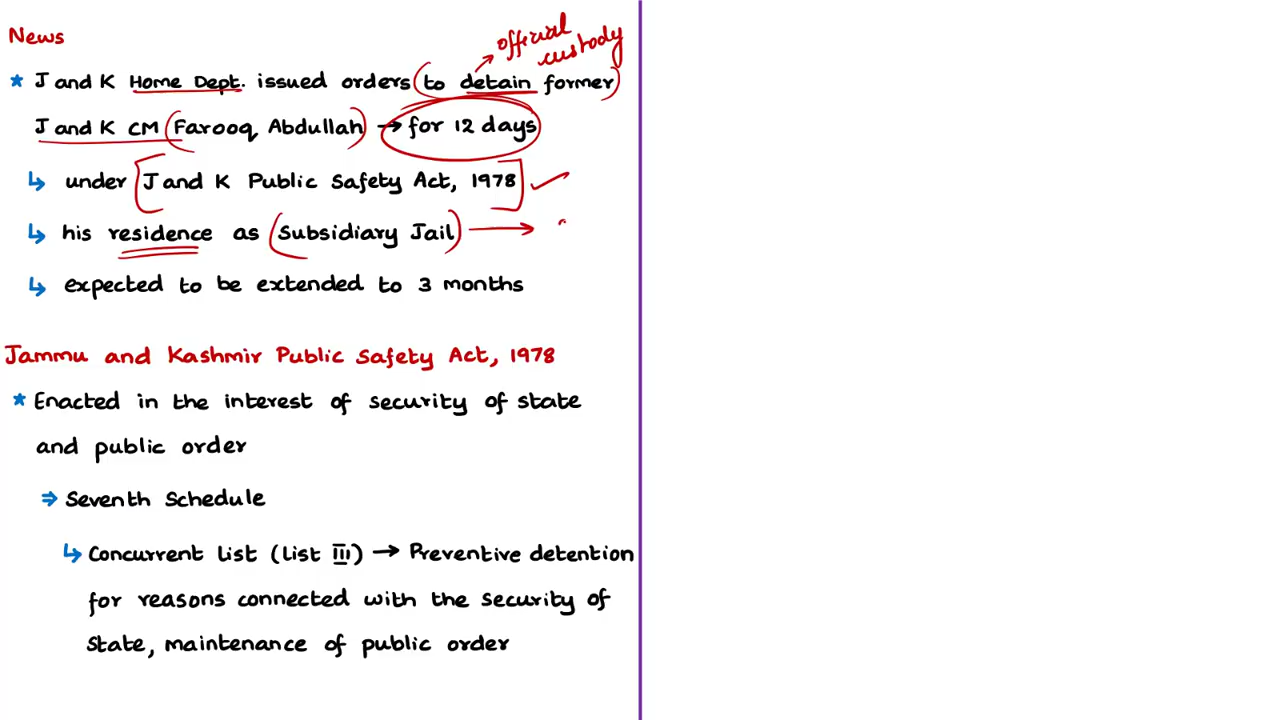 News
official
custody
* J and K Home Dept. issued orders (to detain former)
J and K CM (Farooq Abdullah) → for 12 days
↳ under [J and K Public Safety Act, 1978] ✓
↳ his residence as (Subsidiary Jail) →
↳ expected to be extended to 3 months
Jammu and Kashmir Public Safety Act, 1978
* Enacted in the interest of security of state
and public order
⇒ Seventh Schedule
↳ Concurrent List (List III) → Preventive detention
for reasons connected with the security of
State, maintenance of public order